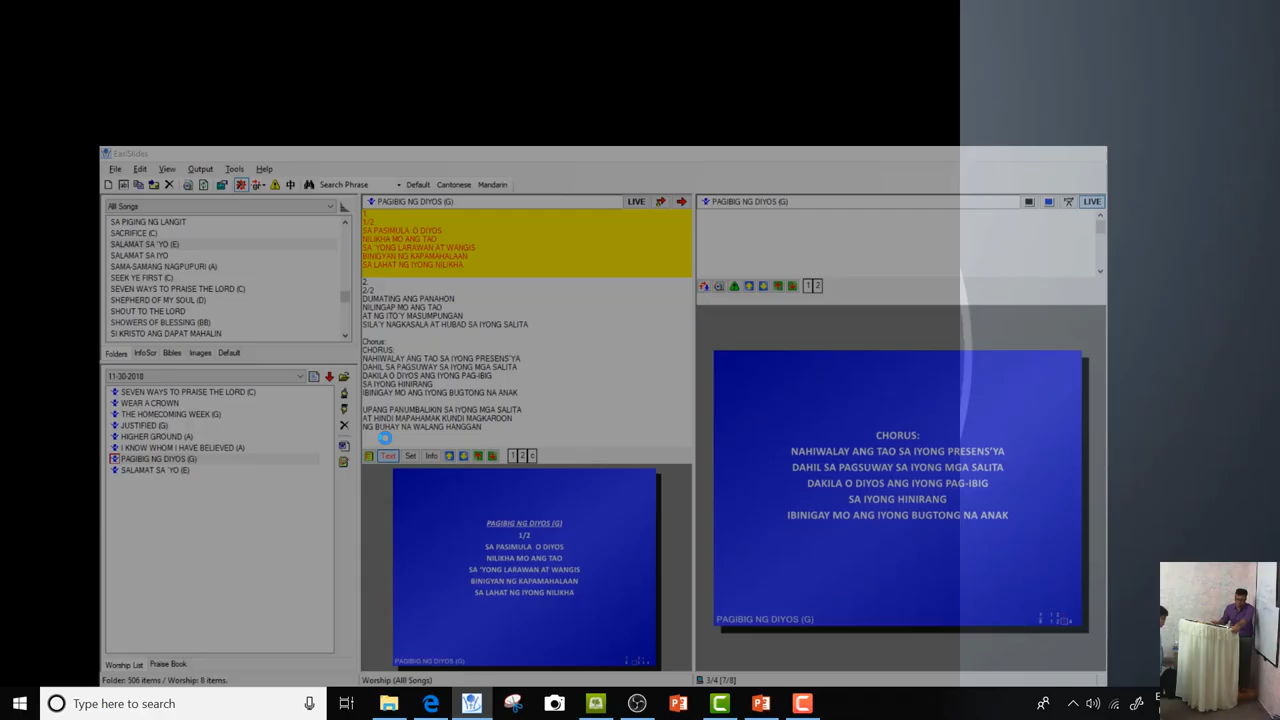 EasiSlides
File Edit View Output Tools Help
Search Phrase Default Cantonese Mandarin
All Songs
SA PIGING NG LANGIT
SACRIFICE (C)
SALAMAT SA 'YO (E)
SALAMAT SA IYO
SAMA-SAMANG NAGPUPURI (A)
SEEK YE FIRST (C)
SEVEN WAYS TO PRAISE THE LORD (C)
SHEPHERD OF MY SOUL (D)
SHOUT TO THE LORD
SHOWERS OF BLESSING (BB)
SI KRISTO ANG DAPAT MAHALIN
Folders InfoScr Bibles Images Default
11-30-2018
SEVEN WAYS TO PRAISE THE LORD (C)
WEAR A CROWN
THE HOMECOMING WEEK (G)
JUSTIFIED (G)
HIGHER GROUND (A)
I KNOW WHOM I HAVE BELIEVED (A)
PAGIBIG NG DIYOS (G)
SALAMAT SA 'YO (E)
Worship List Praise Book
Folder: 506 items / Worship: 8 items.
PAGIBIG NG DIYOS (G) LIVE
1.
1/2
SA PASIMULA O DIYOS
NILIKHA MO ANG TAO
SA 'YONG LARAWAN AT WANGIS
BINIGYAN NG KAPAMAHALAAN
SA LAHAT NG IYONG NILIKHA
2.
2/2
DUMATING ANG PANAHON
NILINGAP MO ANG TAO
AT NG ITO'Y MASUMPUNGAN
SILA'Y NAGKASALA AT HUBAD SA IYONG SALITA
Chorus:
CHORUS:
NAHIWALAY ANG TAO SA IYONG PRESENS'YA
DAHIL SA PAGSUWAY SA IYONG MGA SALITA
DAKILA O DIYOS ANG IYONG PAG-IBIG
SA IYONG HINIRANG
IBINIGAY MO ANG IYONG BUGTONG NA ANAK
UPANG PANUMBALIKIN SA IYONG MGA SALITA
AT HINDI MAPAHAMAK KUNDI MAGKAROON
NG BUHAY NA WALANG HANGGAN
Text Set Info 1 2 c
PAGIBIG NG DIYOS (G)
1/2
SA PASIMULA O DIYOS
NILIKHA MO ANG TAO
SA 'YONG LARAWAN AT WANGIS
BINIGYAN NG KAPAMAHALAAN
SA LAHAT NG IYONG NILIKHA
PAGIBIG NG DIYOS (G)
Worship (All Songs)
PAGIBIG NG DIYOS (G) LIVE
1 2
CHORUS:
NAHIWALAY ANG TAO SA IYONG PRESENS'YA
DAHIL SA PAGSUWAY SA IYONG MGA SALITA
DAKILA O DIYOS ANG IYONG PAG-IBIG
SA IYONG HINIRANG
IBINIGAY MO ANG IYONG BUGTONG NA ANAK
PAGIBIG NG DIYOS (G)
3/4 [7/8]
Type here to search